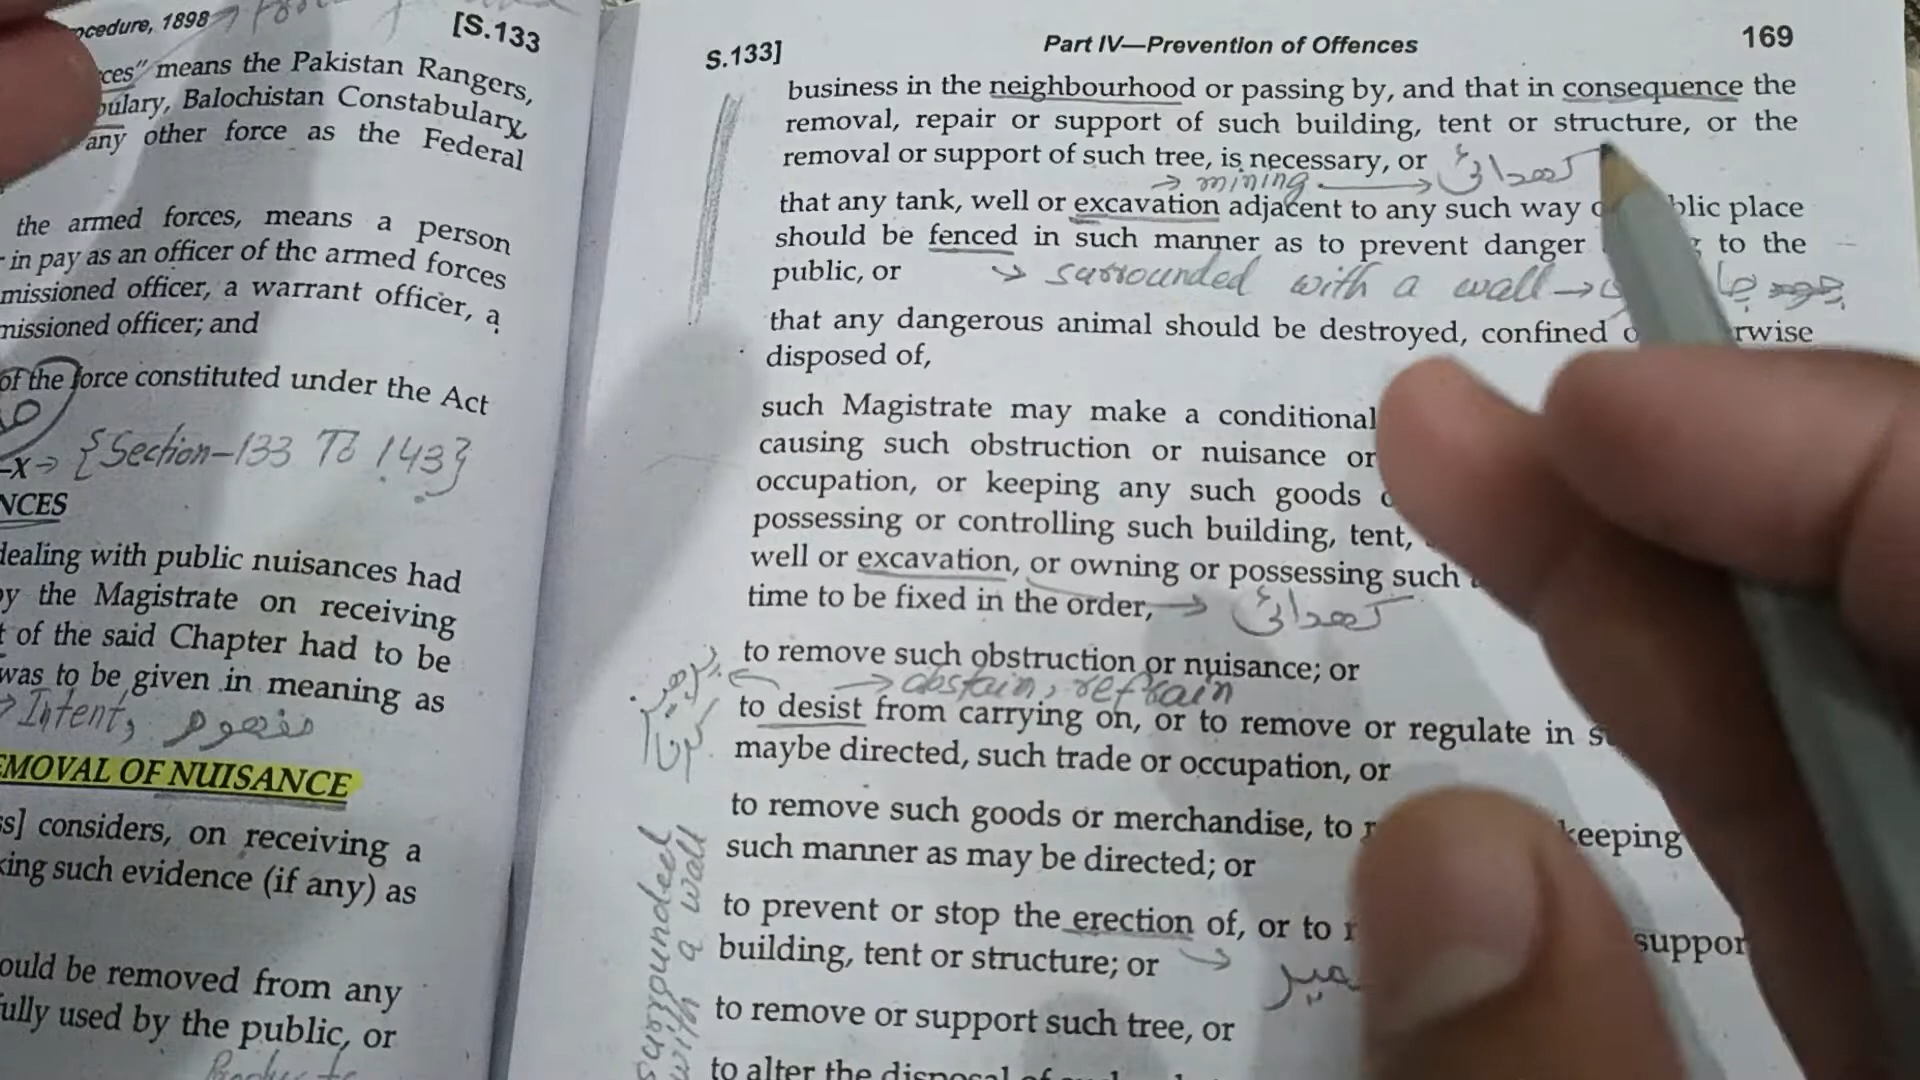 ocedure, 1898
[S.133
ces" means the Pakistan Rangers,
bulary, Balochistan Constabulary,
any other force as the Federal
the armed forces, means a person
in pay as an officer of the armed forces
missioned officer, a warrant officer, a
missioned officer; and
of the force constituted under the Act
-X → {Section-133 To 143}
NCES
dealing with public nuisances had
by the Magistrate on receiving
t of the said Chapter had to be
was to be given in meaning as
→ Intent, مفہوم
EMOVAL OF NUISANCE
ss] considers, on receiving a
king such evidence (if any) as
ould be removed from any
fully used by the public, or
S.133]
Part IV—Prevention of Offences
169
business in the neighbourhood or passing by, and that in consequence the
removal, repair or support of such building, tent or structure, or the
removal or support of such tree, is necessary, or
→ mining → کھدائی
that any tank, well or excavation adjacent to any such way blic place
should be fenced in such manner as to prevent danger to the
public, or → surrounded with a wall →
that any dangerous animal should be destroyed, confined o rwise
disposed of,
such Magistrate may make a conditional
causing such obstruction or nuisance or
occupation, or keeping any such goods
possessing or controlling such building, tent,
well or excavation, or owning or possessing such
time to be fixed in the order, → کھدائی
to remove such obstruction or nuisance; or
→ abstain, refrain
to desist from carrying on, or to remove or regulate in s
maybe directed, such trade or occupation, or
to remove such goods or merchandise, to keeping
such manner as may be directed; or
to prevent or stop the erection of, or to r suppor
building, tent or structure; or →
to remove or support such tree, or
to alter the disposal of
پرہیز کرنا
surrounded
with a wall